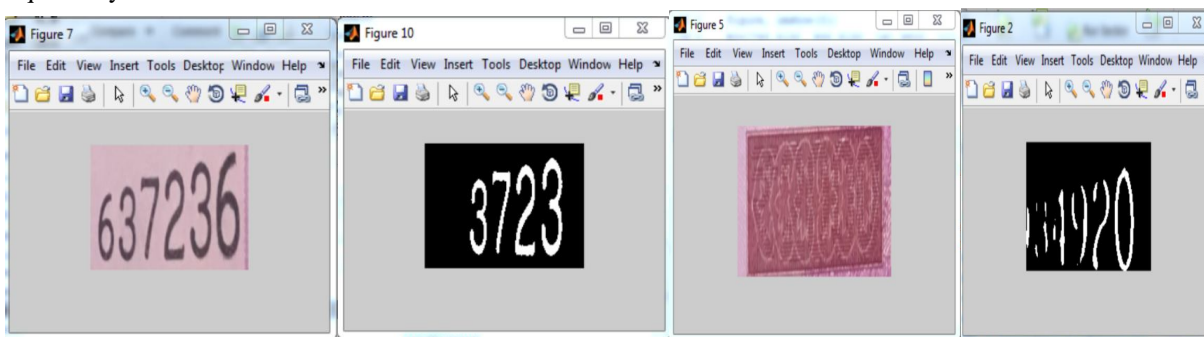 Figure 7
File Edit View Insert Tools Desktop Window Help
637236
Figure 10
File Edit View Insert Tools Desktop Window Help
3723
Figure 5
File Edit View Insert Tools Desktop Window Help
Figure 2
File Edit View Insert Tools Desktop Window Help
4920